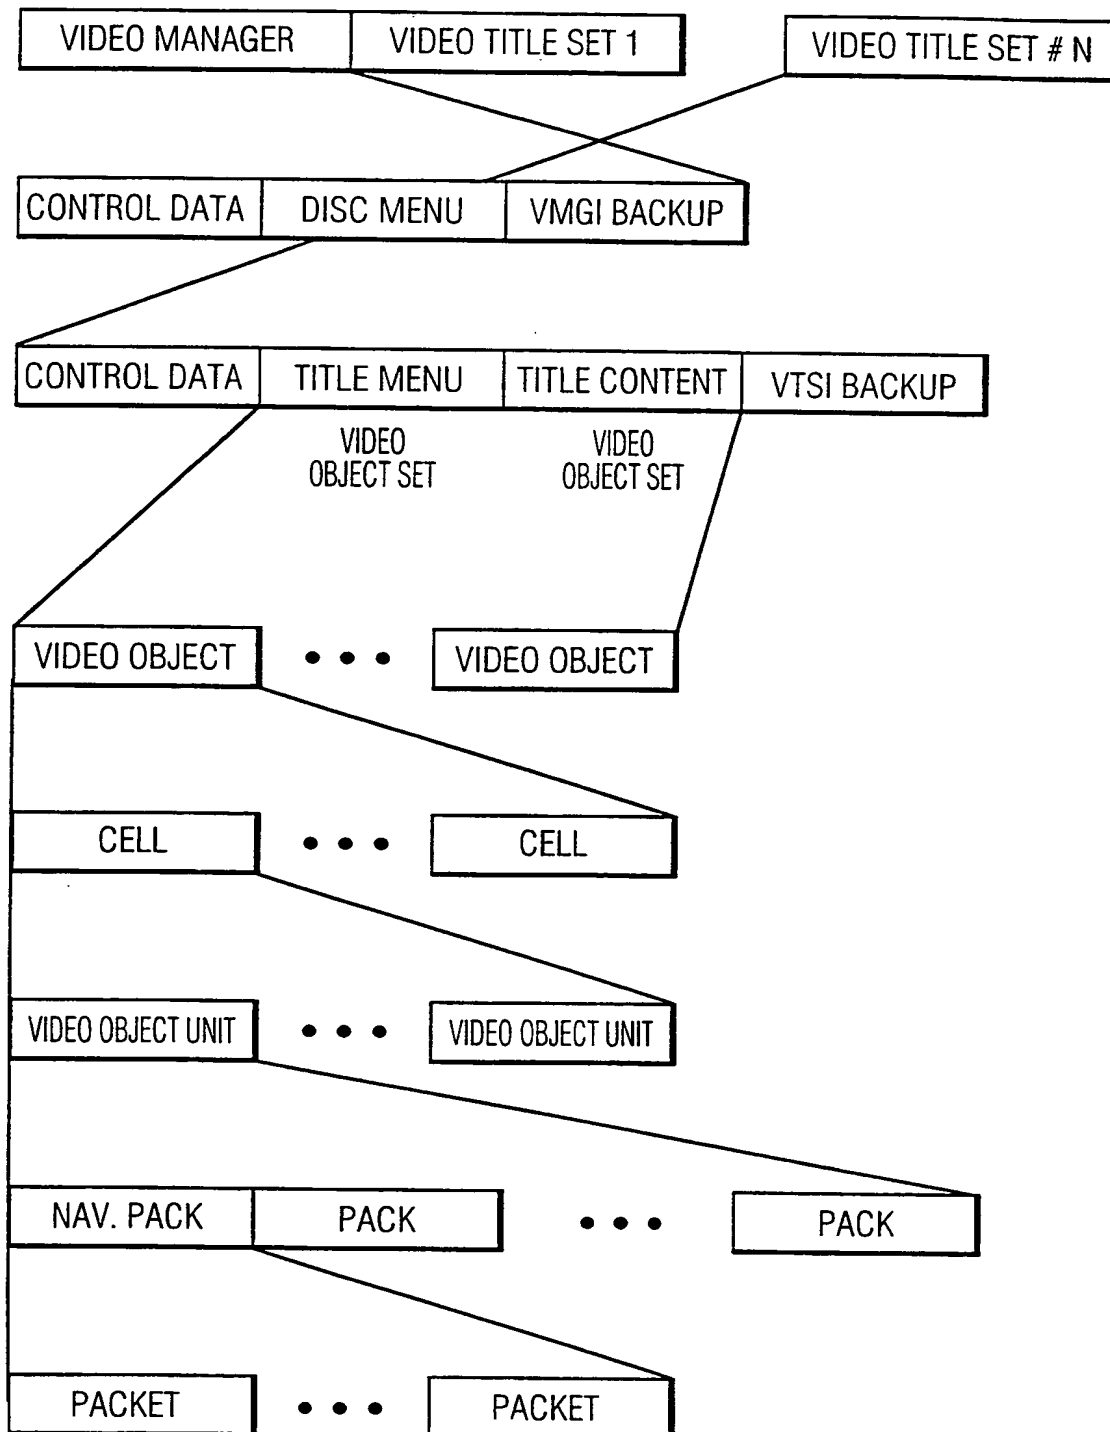 VIDEO MANAGER VIDEO TITLE SET 1 VIDEO TITLE SET # N
CONTROL DATA DISC MENU VMGI BACKUP
CONTROL DATA TITLE MENU TITLE CONTENT VTSI BACKUP
VIDEO OBJECT SET VIDEO OBJECT SET
VIDEO OBJECT • • • VIDEO OBJECT
CELL • • • CELL
VIDEO OBJECT UNIT • • • VIDEO OBJECT UNIT
NAV. PACK PACK • • • PACK
PACKET • • • PACKET